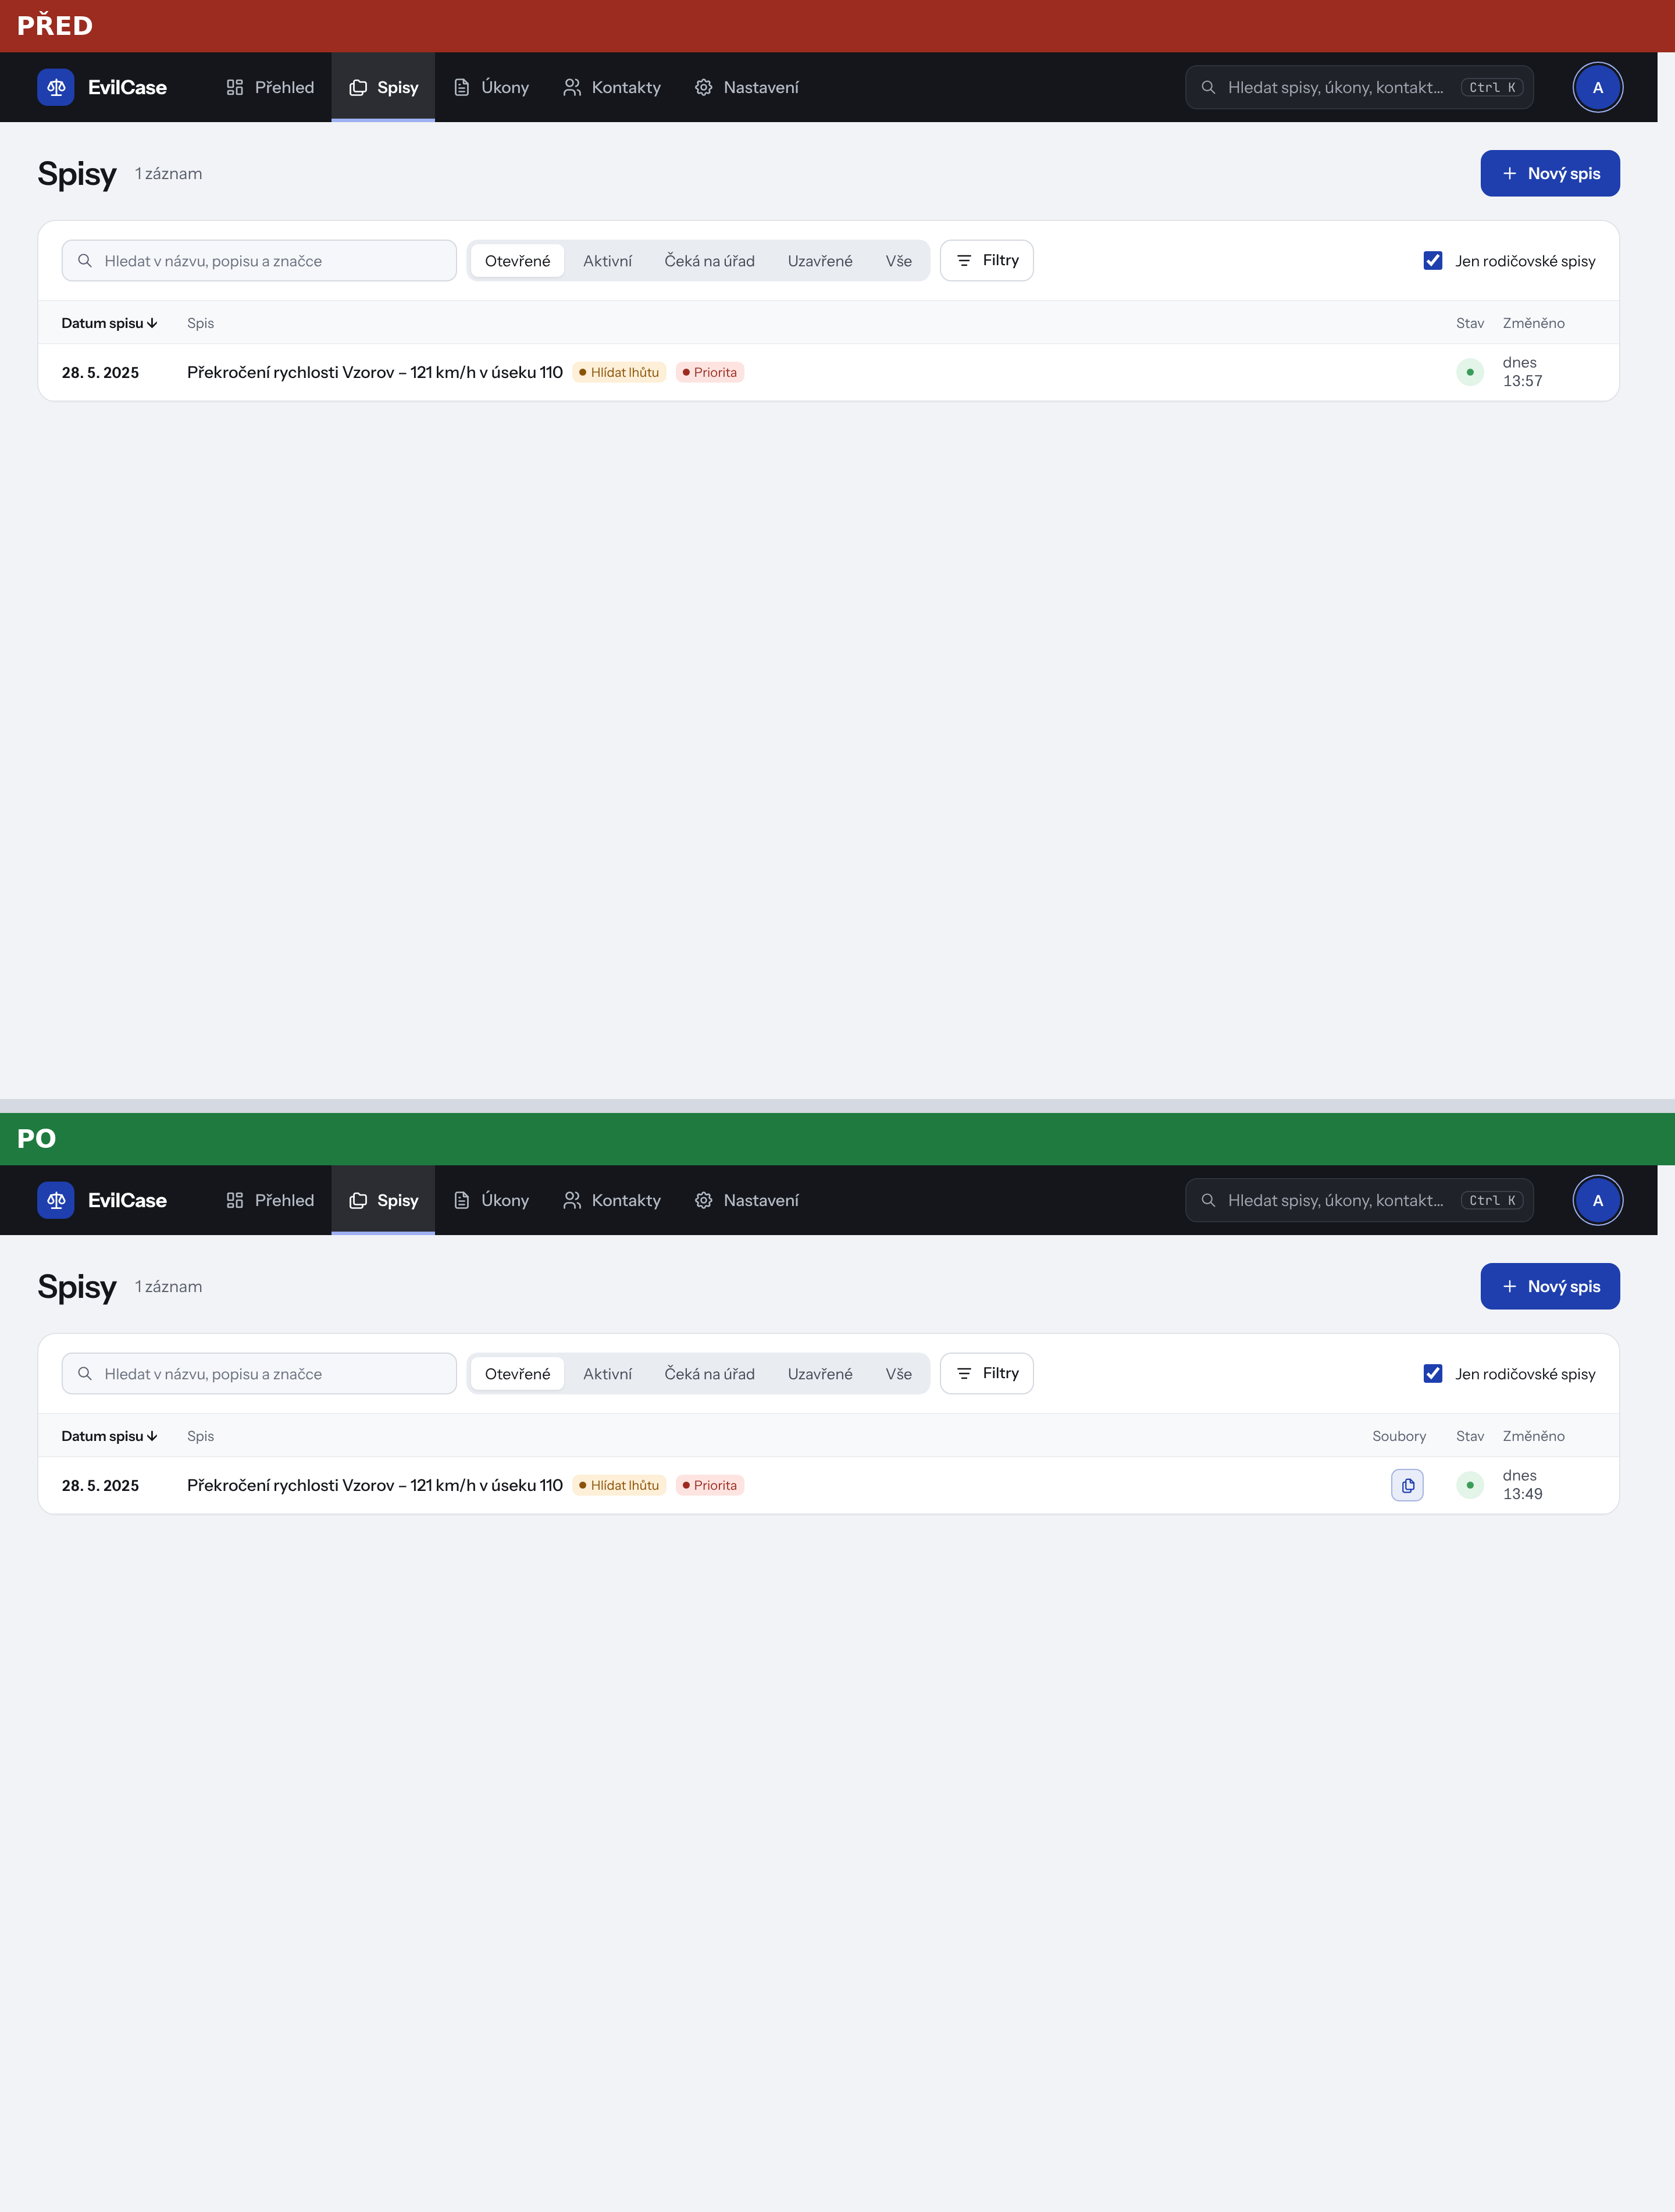 PŘED
EvilCase Přehled Spisy Úkony Kontakty Nastavení Hledat spisy, úkony, kontakt... Ctrl K A
Spisy 1 záznam + Nový spis
Hledat v názvu, popisu a značce Otevřené Aktivní Čeká na úřad Uzavřené Vše Filtry Jen rodičovské spisy
Datum spisu ↓ Spis Stav Změněno
28. 5. 2025 Překročení rychlosti Vzorov – 121 km/h v úseku 110 Hlídat lhůtu Priorita dnes
13:57
PO
EvilCase Přehled Spisy Úkony Kontakty Nastavení Hledat spisy, úkony, kontakt... Ctrl K A
Spisy 1 záznam + Nový spis
Hledat v názvu, popisu a značce Otevřené Aktivní Čeká na úřad Uzavřené Vše Filtry Jen rodičovské spisy
Datum spisu ↓ Spis Soubory Stav Změněno
28. 5. 2025 Překročení rychlosti Vzorov – 121 km/h v úseku 110 Hlídat lhůtu Priorita dnes
13:49